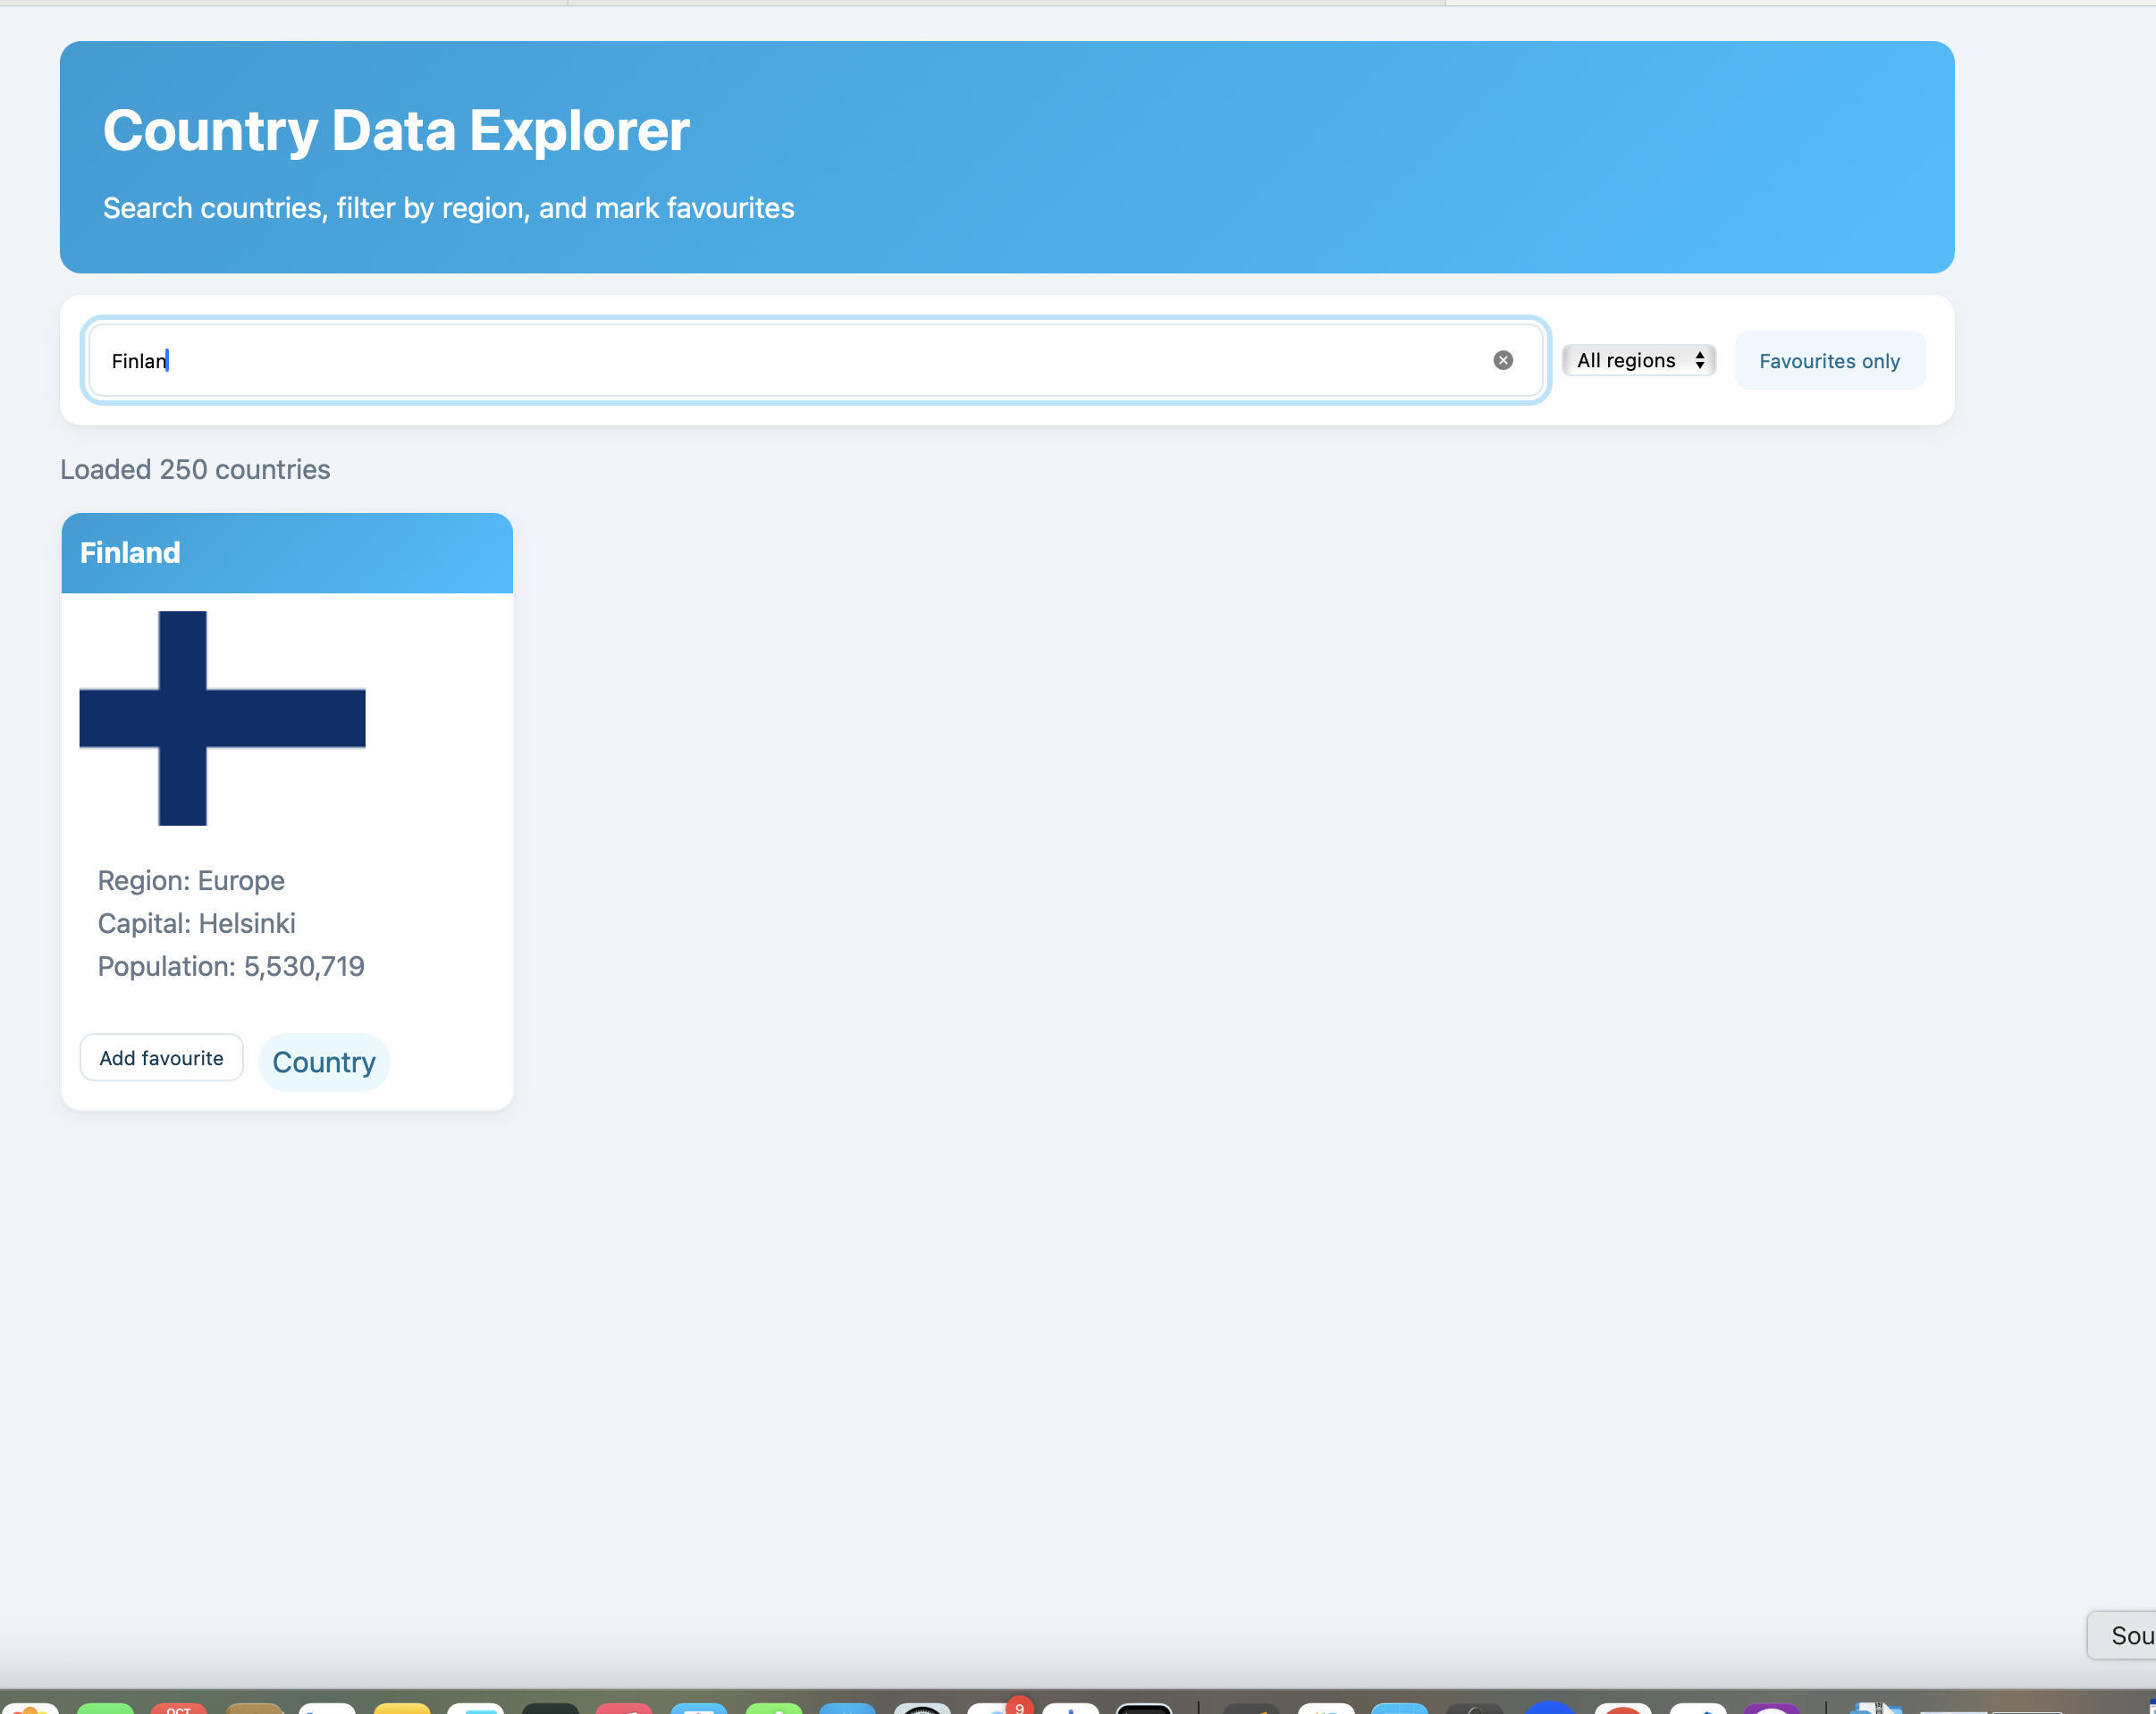 Country Data Explorer
Search countries, filter by region, and mark favourites
Finlan
All regions
Favourites only
Loaded 250 countries
Finland
Region: Europe
Capital: Helsinki
Population: 5,530,719
Add favourite
Country
Sou
OCT
9